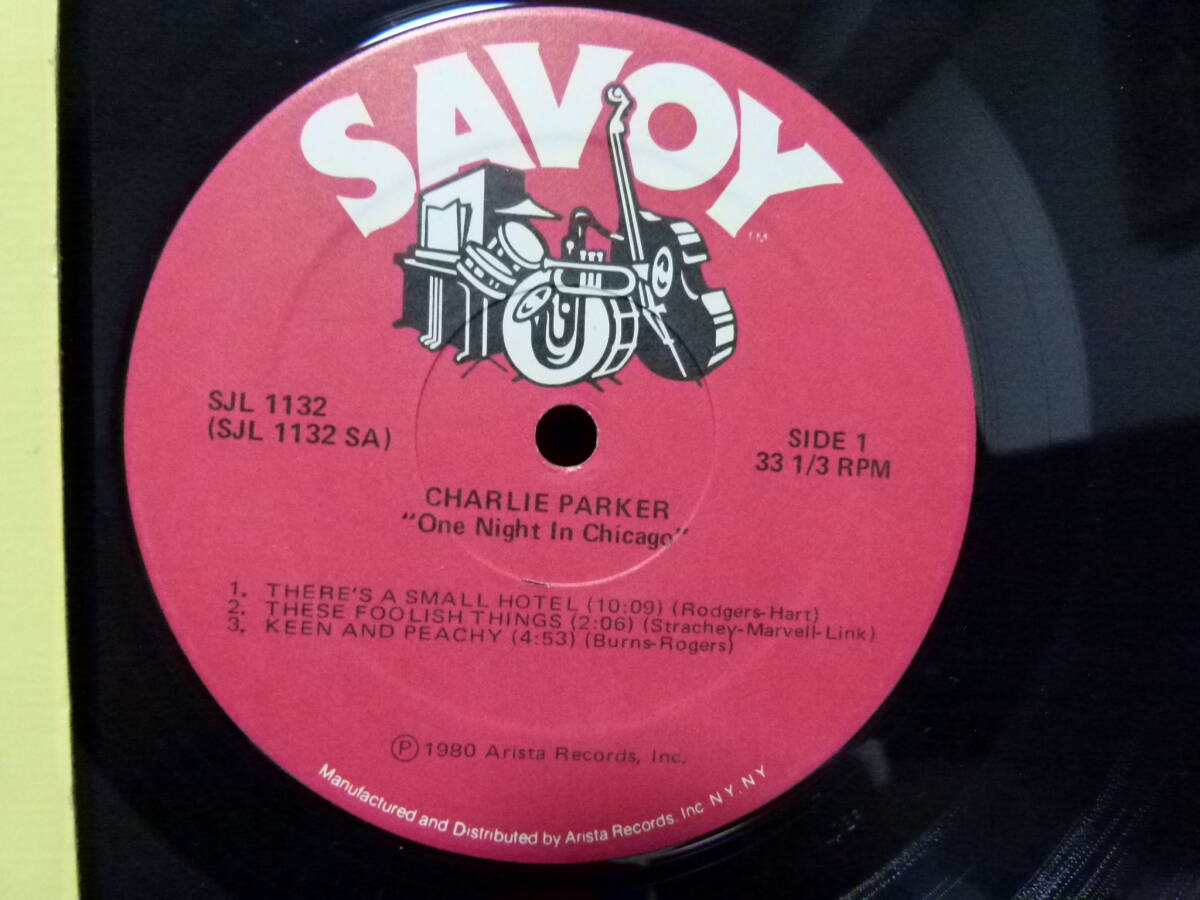 SAVOY
TM
SJL 1132
(SJL 1132 SA)
SIDE 1
33 1/3 RPM
CHARLIE PARKER
"One Night In Chicago"
1. THERE'S A SMALL HOTEL (10:09) (Rodgers-Hart)
2. THESE FOOLISH THINGS (2:06) (Strachey-Marvell-Link)
3. KEEN AND PEACHY (4:53) (Burns-Rogers)
Ⓟ 1980 Arista Records, Inc.
Manufactured and Distributed by Arista Records. Inc N.Y. N.Y